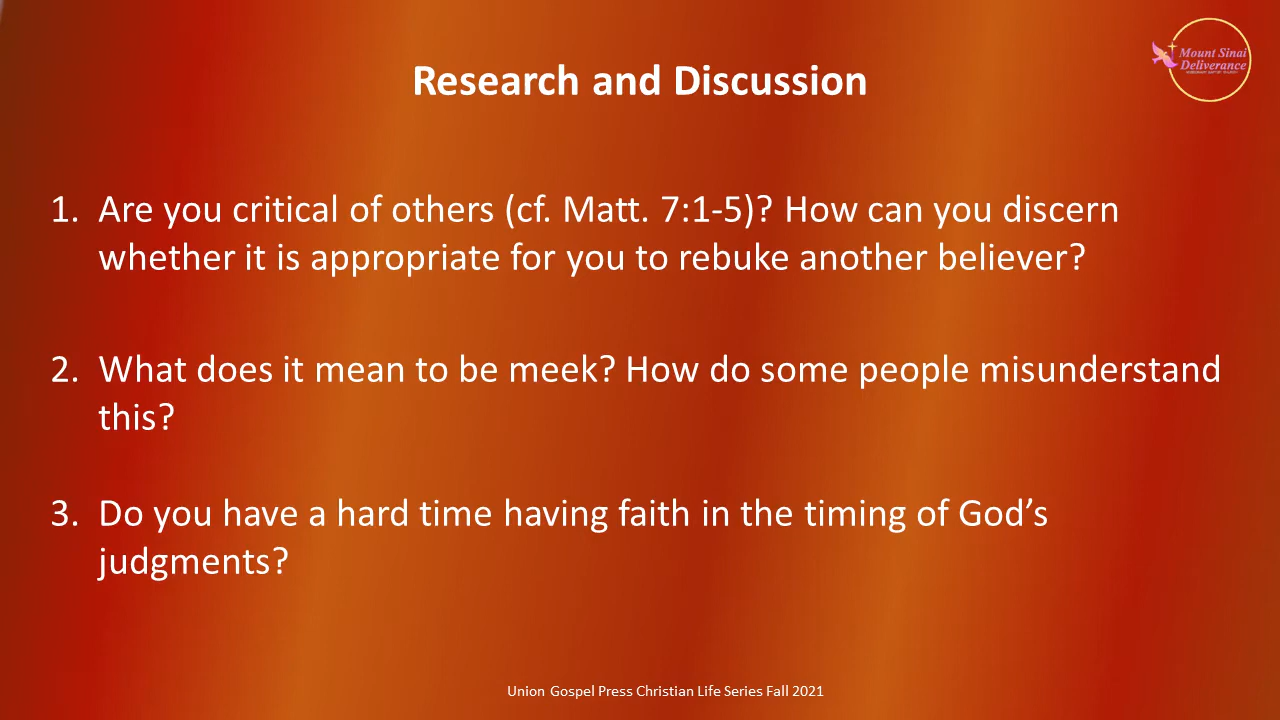 Mount Sinai
Deliverance
Research and Discussion
1. Are you critical of others (cf. Matt. 7:1-5)? How can you discern
whether it is appropriate for you to rebuke another believer?
2. What does it mean to be meek? How do some people misunderstand
this?
3. Do you have a hard time having faith in the timing of God’s
judgments?
Union Gospel Press Christian Life Series Fall 2021